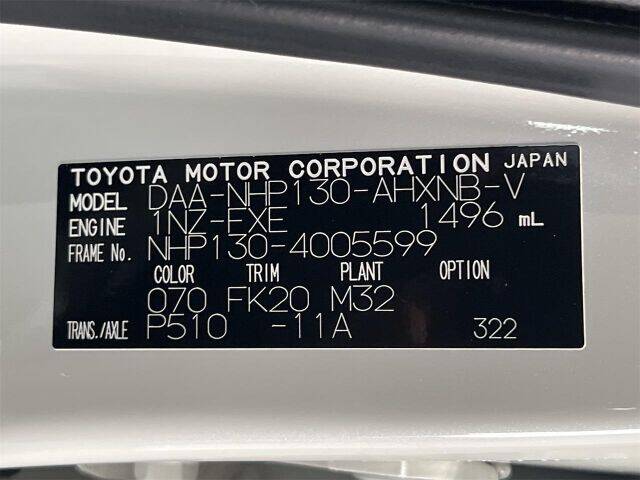 TOYOTA MOTOR CORPORATION JAPAN
MODEL DAA-NHP130-AHXNB-V
ENGINE 1NZ-FXE 1496 mL
FRAME No. NHP130-4005599
COLOR TRIM PLANT OPTION
070 FK20 M32
TRANS./AXLE P510 -11A 322